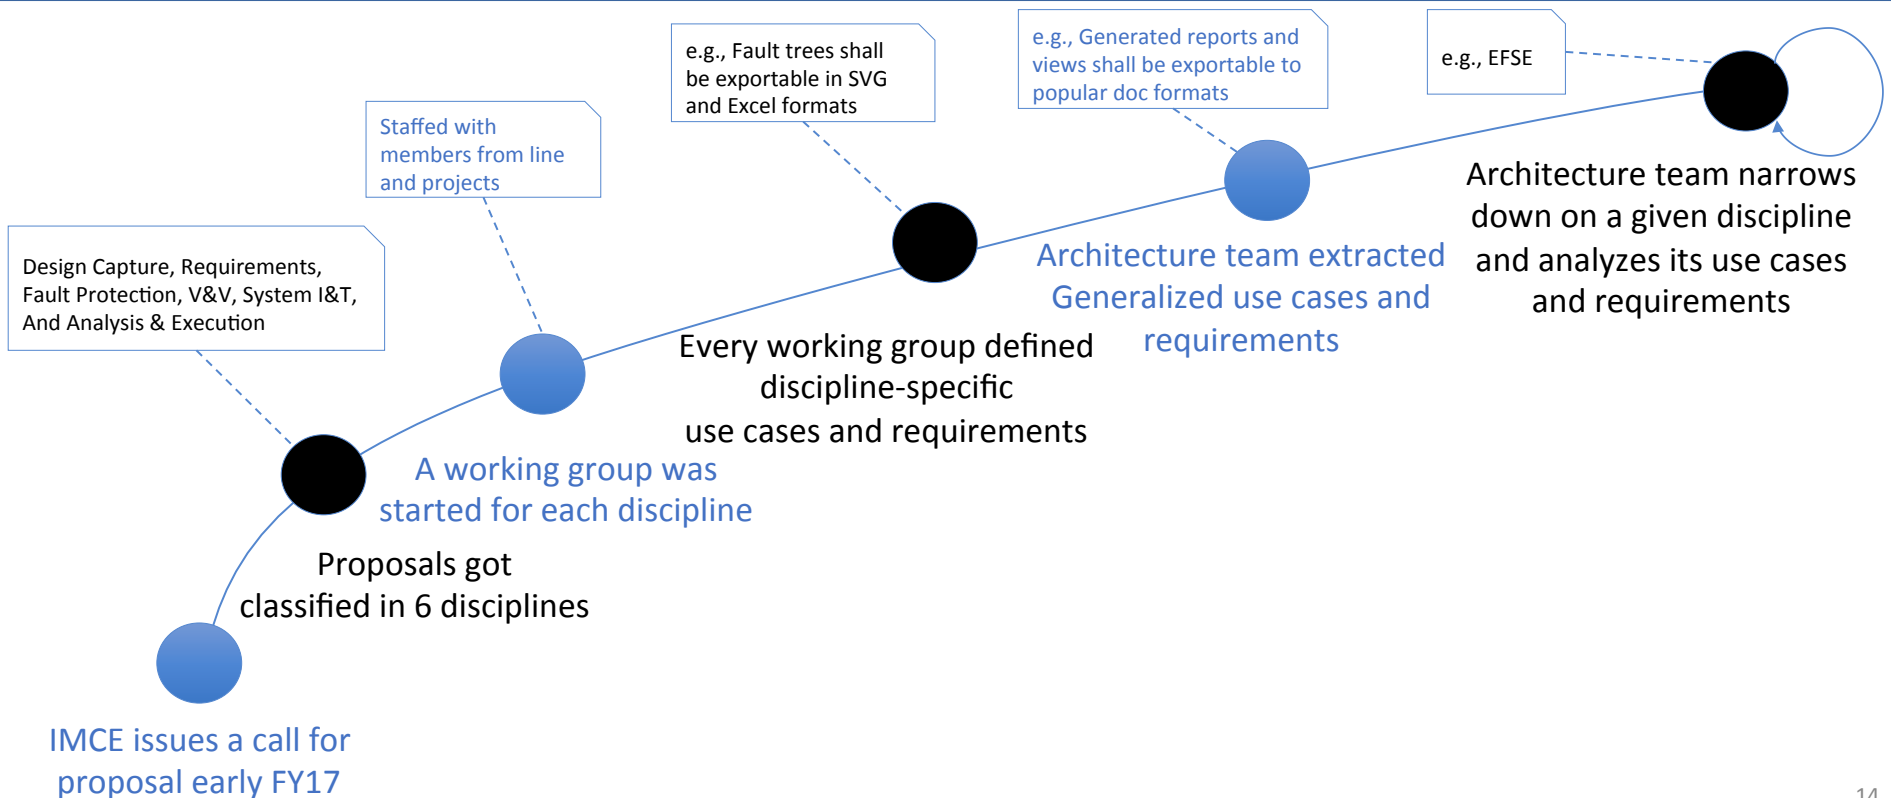 e.g., Fault trees shall
be exportable in SVG
and Excel formats
e.g., Generated reports and
views shall be exportable to
popular doc formats
e.g., EFSE
Staffed with
members from line
and projects
Design Capture, Requirements,
Fault Protection, V&V, System I&T,
And Analysis & Execution
Architecture team narrows
down on a given discipline
and analyzes its use cases
and requirements
Architecture team extracted
Generalized use cases and
requirements
Every working group defined
discipline-specific
use cases and requirements
A working group was
started for each discipline
Proposals got
classified in 6 disciplines
IMCE issues a call for
proposal early FY17
14